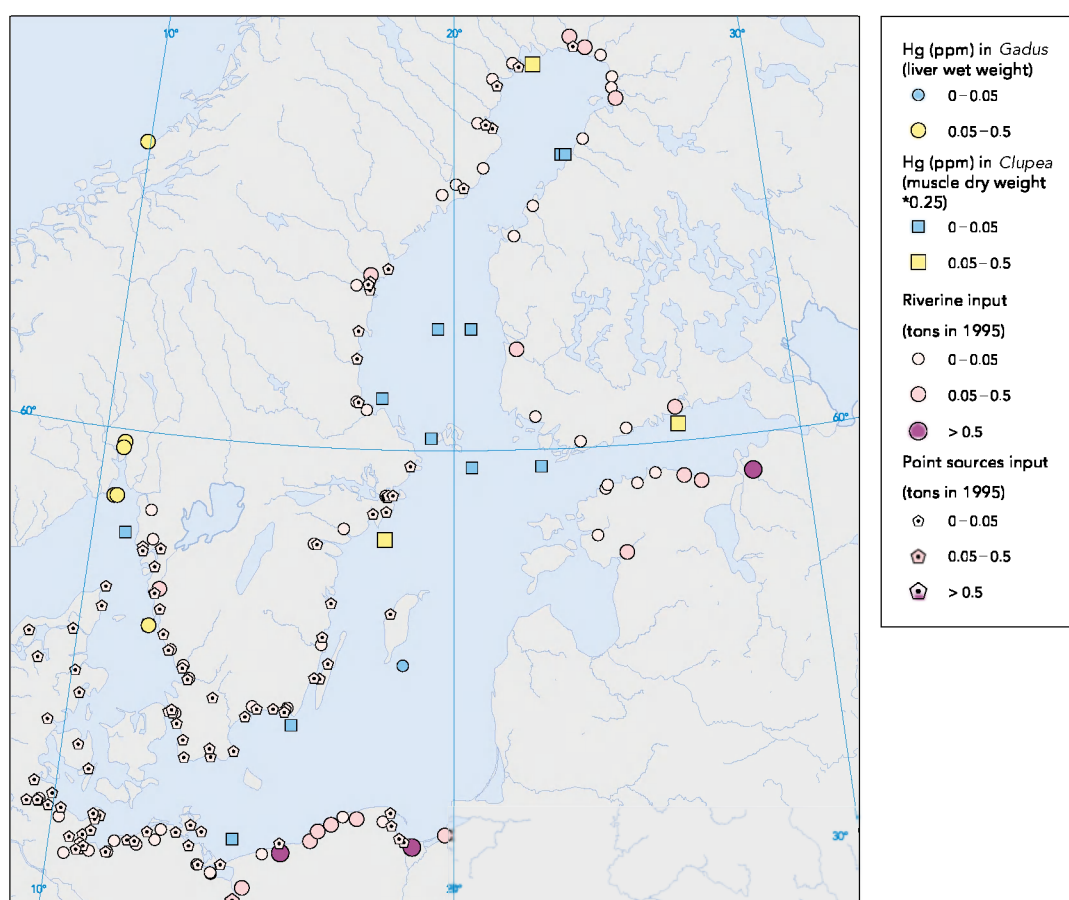 10°
20°
30°
60°
60°
30°
10°
Hg (ppm) in Gadus
(liver wet weight)
0–0.05
0.05–0.5
Hg (ppm) in Clupea
(muscle dry weight
*0.25)
0–0.05
0.05–0.5
Riverine input
(tons in 1995)
0–0.05
0.05–0.5
> 0.5
Point sources input
(tons in 1995)
0–0.05
0.05–0.5
> 0.5